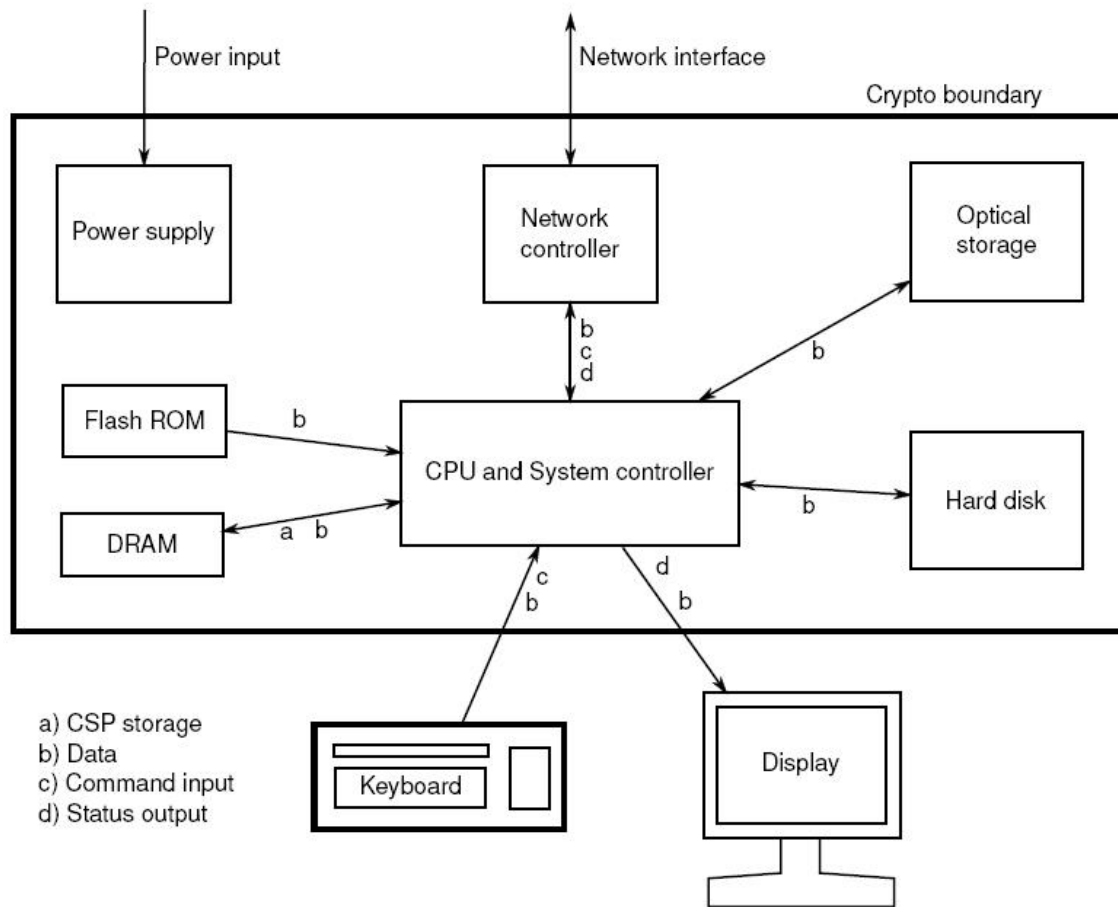 Power input
Network interface
Crypto boundary
Power supply
Network
controller
Optical
storage
b
c
d
b
Flash ROM
b
CPU and System controller
b
Hard disk
DRAM
a b
c
b
d
b
a) CSP storage
b) Data
c) Command input
d) Status output
Keyboard
Display